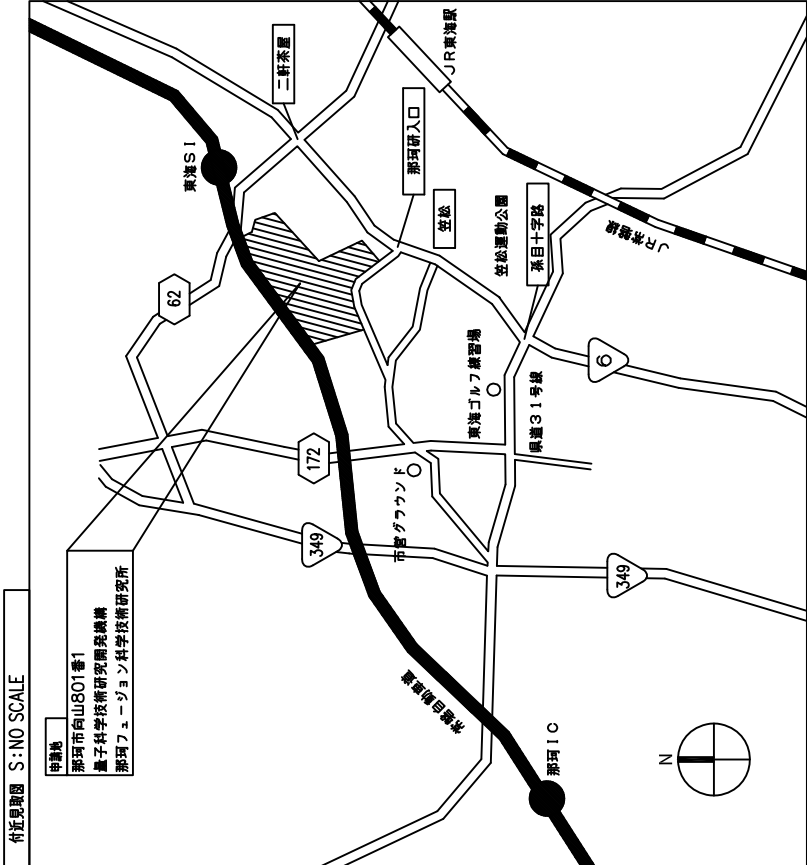 付近見取図 S:NO SCALE
申請地
那珂市向山801番1
量子科学技術研究開発機構
那珂フュージョン科学技術研究所
62
172
349
349
6
東海SI
二軒茶屋
那珂研入口
笠松
笠松運動公園
孫目十字路
JR東海駅
JR常磐線
東海ゴルフ練習場
県道31号線
市営グラウンド
常磐自動車道
那珂IC
N